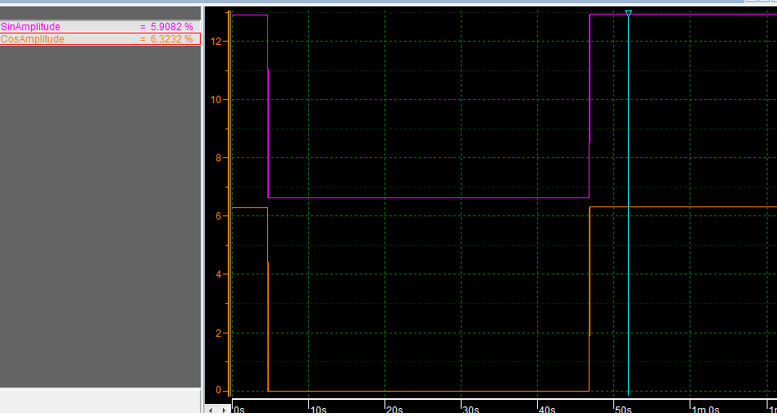 SinAmplitude = 5.9082 %
CosAmplitude = 6.3232 %
12
10
8
6
4
2
0
0s 10s 20s 30s 40s 50s 1m.0s